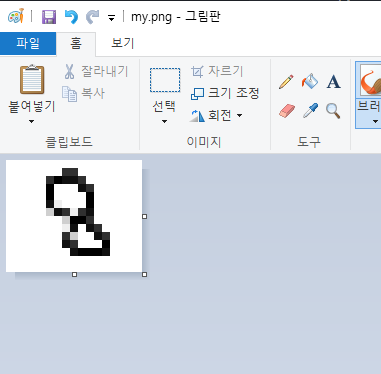 my.png - 그림판
파일 홈 보기
붙여넣기 잘라내기 복사 선택 자르기 크기 조정 회전 A 브러
클립보드 이미지 도구